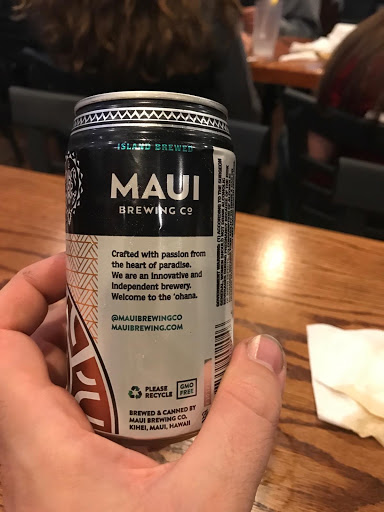 ISLAND BREWED
MAUI
BREWING Cº
Crafted with passion from
the heart of paradise.
We are an innovative and
independent brewery.
Welcome to the 'ohana.
@MAUIBREWINGCO
MAUIBREWING.COM
PLEASE
RECYCLE
GMO
FREE
BREWED & CANNED BY
MAUI BREWING CO.
KIHEI, MAUI, HAWAII